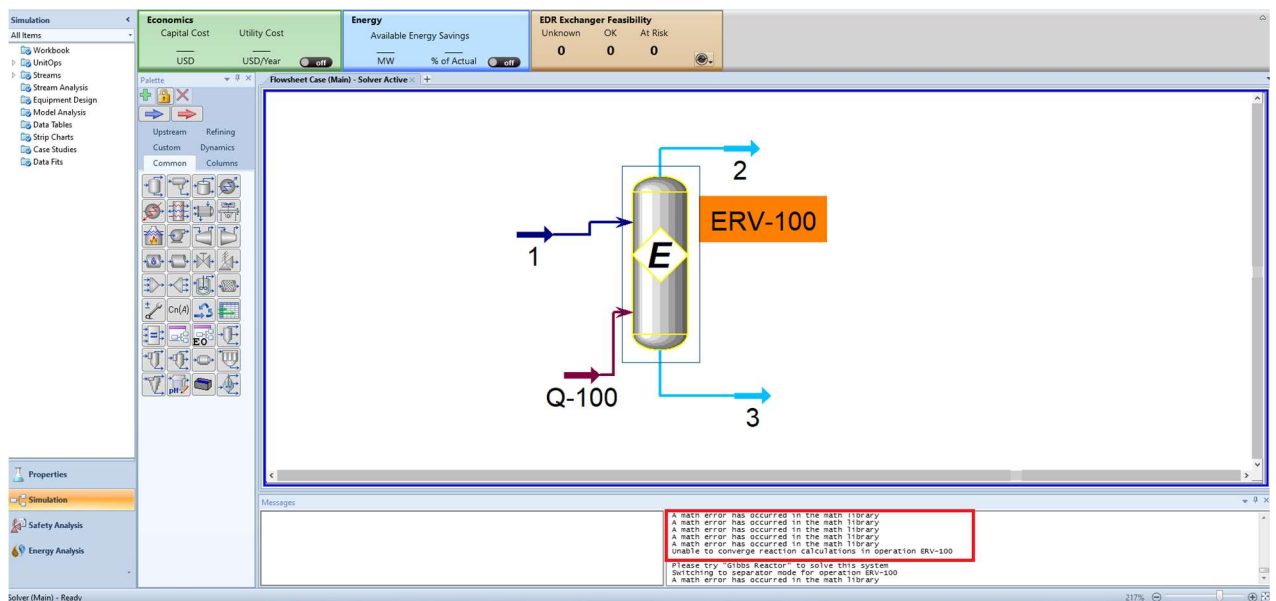 Simulation <
All Items
Workbook
UnitOps
Streams
Stream Analysis
Equipment Design
Model Analysis
Data Tables
Strip Charts
Case Studies
Data Fits
Properties
Simulation
Safety Analysis
Energy Analysis
Economics
Capital Cost Utility Cost
USD USD/Year off
Energy
Available Energy Savings
MW % of Actual off
EDR Exchanger Feasibility
Unknown OK At Risk
0 0 0
Palette
Upstream Refining
Custom Dynamics
Common Columns
Cn(A)
EO
pH
Flowsheet Case (Main) - Solver Active × +
2
ERV-100
1
E
Q-100
3
Messages
A math error has occurred in the math library
A math error has occurred in the math library
A math error has occurred in the math library
A math error has occurred in the math library
A math error has occurred in the math library
Unable to converge reaction calculations in operation ERV-100
Please try "Gibbs Reactor" to solve this system
Switching to separator mode for operation ERV-100
A math error has occurred in the math library
Solver (Main) - Ready
217%